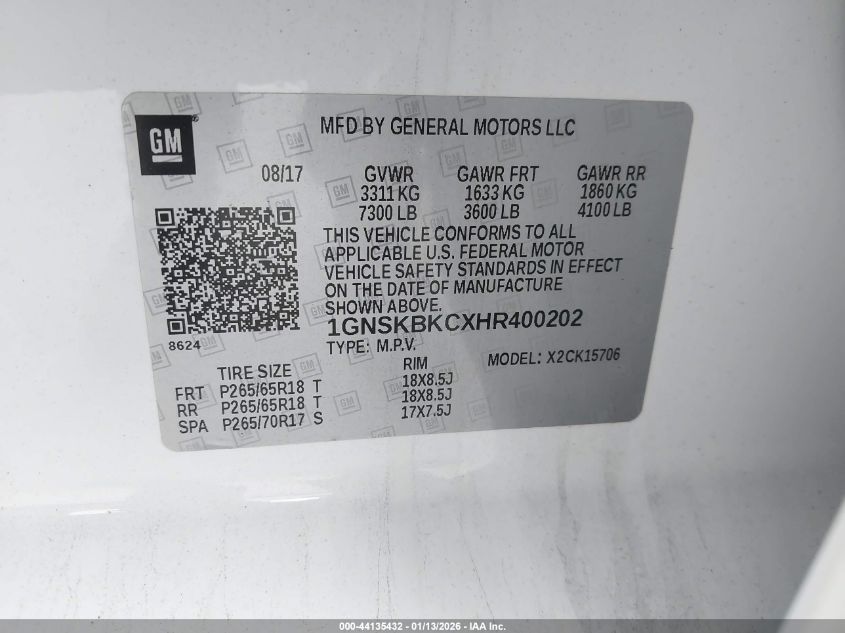 GM
MFD BY GENERAL MOTORS LLC
08/17 GVWR GAWR FRT GAWR RR
3311 KG 1633 KG 1860 KG
7300 LB 3600 LB 4100 LB
THIS VEHICLE CONFORMS TO ALL
APPLICABLE U.S. FEDERAL MOTOR
VEHICLE SAFETY STANDARDS IN EFFECT
ON THE DATE OF MANUFACTURE
SHOWN ABOVE.
1GNSKBKCXHR400202
8624
TYPE: M.P.V. MODEL: X2CK15706
TIRE SIZE RIM
FRT P265/65R18 T 18X8.5J
RR P265/65R18 T 18X8.5J
SPA P265/70R17 S 17X7.5J
000-44135432 - 01/13/2026 - IAA Inc.